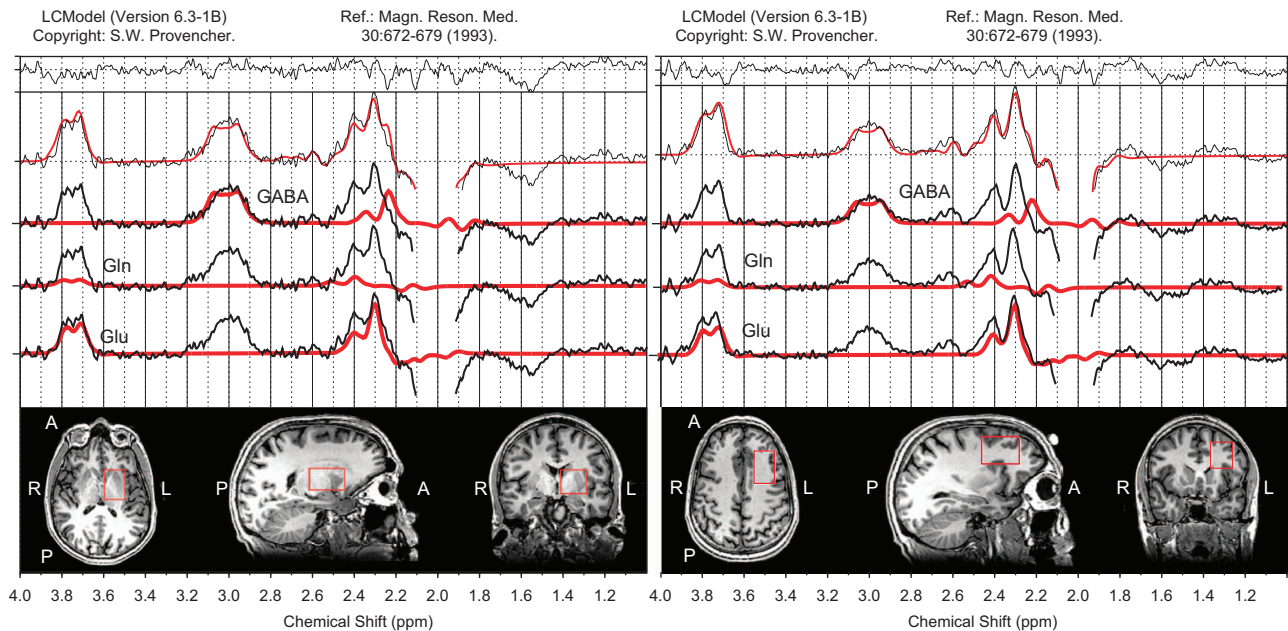 LCModel (Version 6.3-1B)
Copyright: S.W. Provencher.
Ref.: Magn. Reson. Med.
30:672-679 (1993).
GABA
Gln
Glu
A
R
L
P
P
A
R
L
4.0 3.8 3.6 3.4 3.2 3.0 2.8 2.6 2.4 2.2 2.0 1.8 1.6 1.4 1.2
Chemical Shift (ppm)
LCModel (Version 6.3-1B)
Copyright: S.W. Provencher.
Ref.: Magn. Reson. Med.
30:672-679 (1993).
GABA
Gln
Glu
A
R
L
P
P
A
R
L
4.0 3.8 3.6 3.4 3.2 3.0 2.8 2.6 2.4 2.2 2.0 1.8 1.6 1.4 1.2
Chemical Shift (ppm)